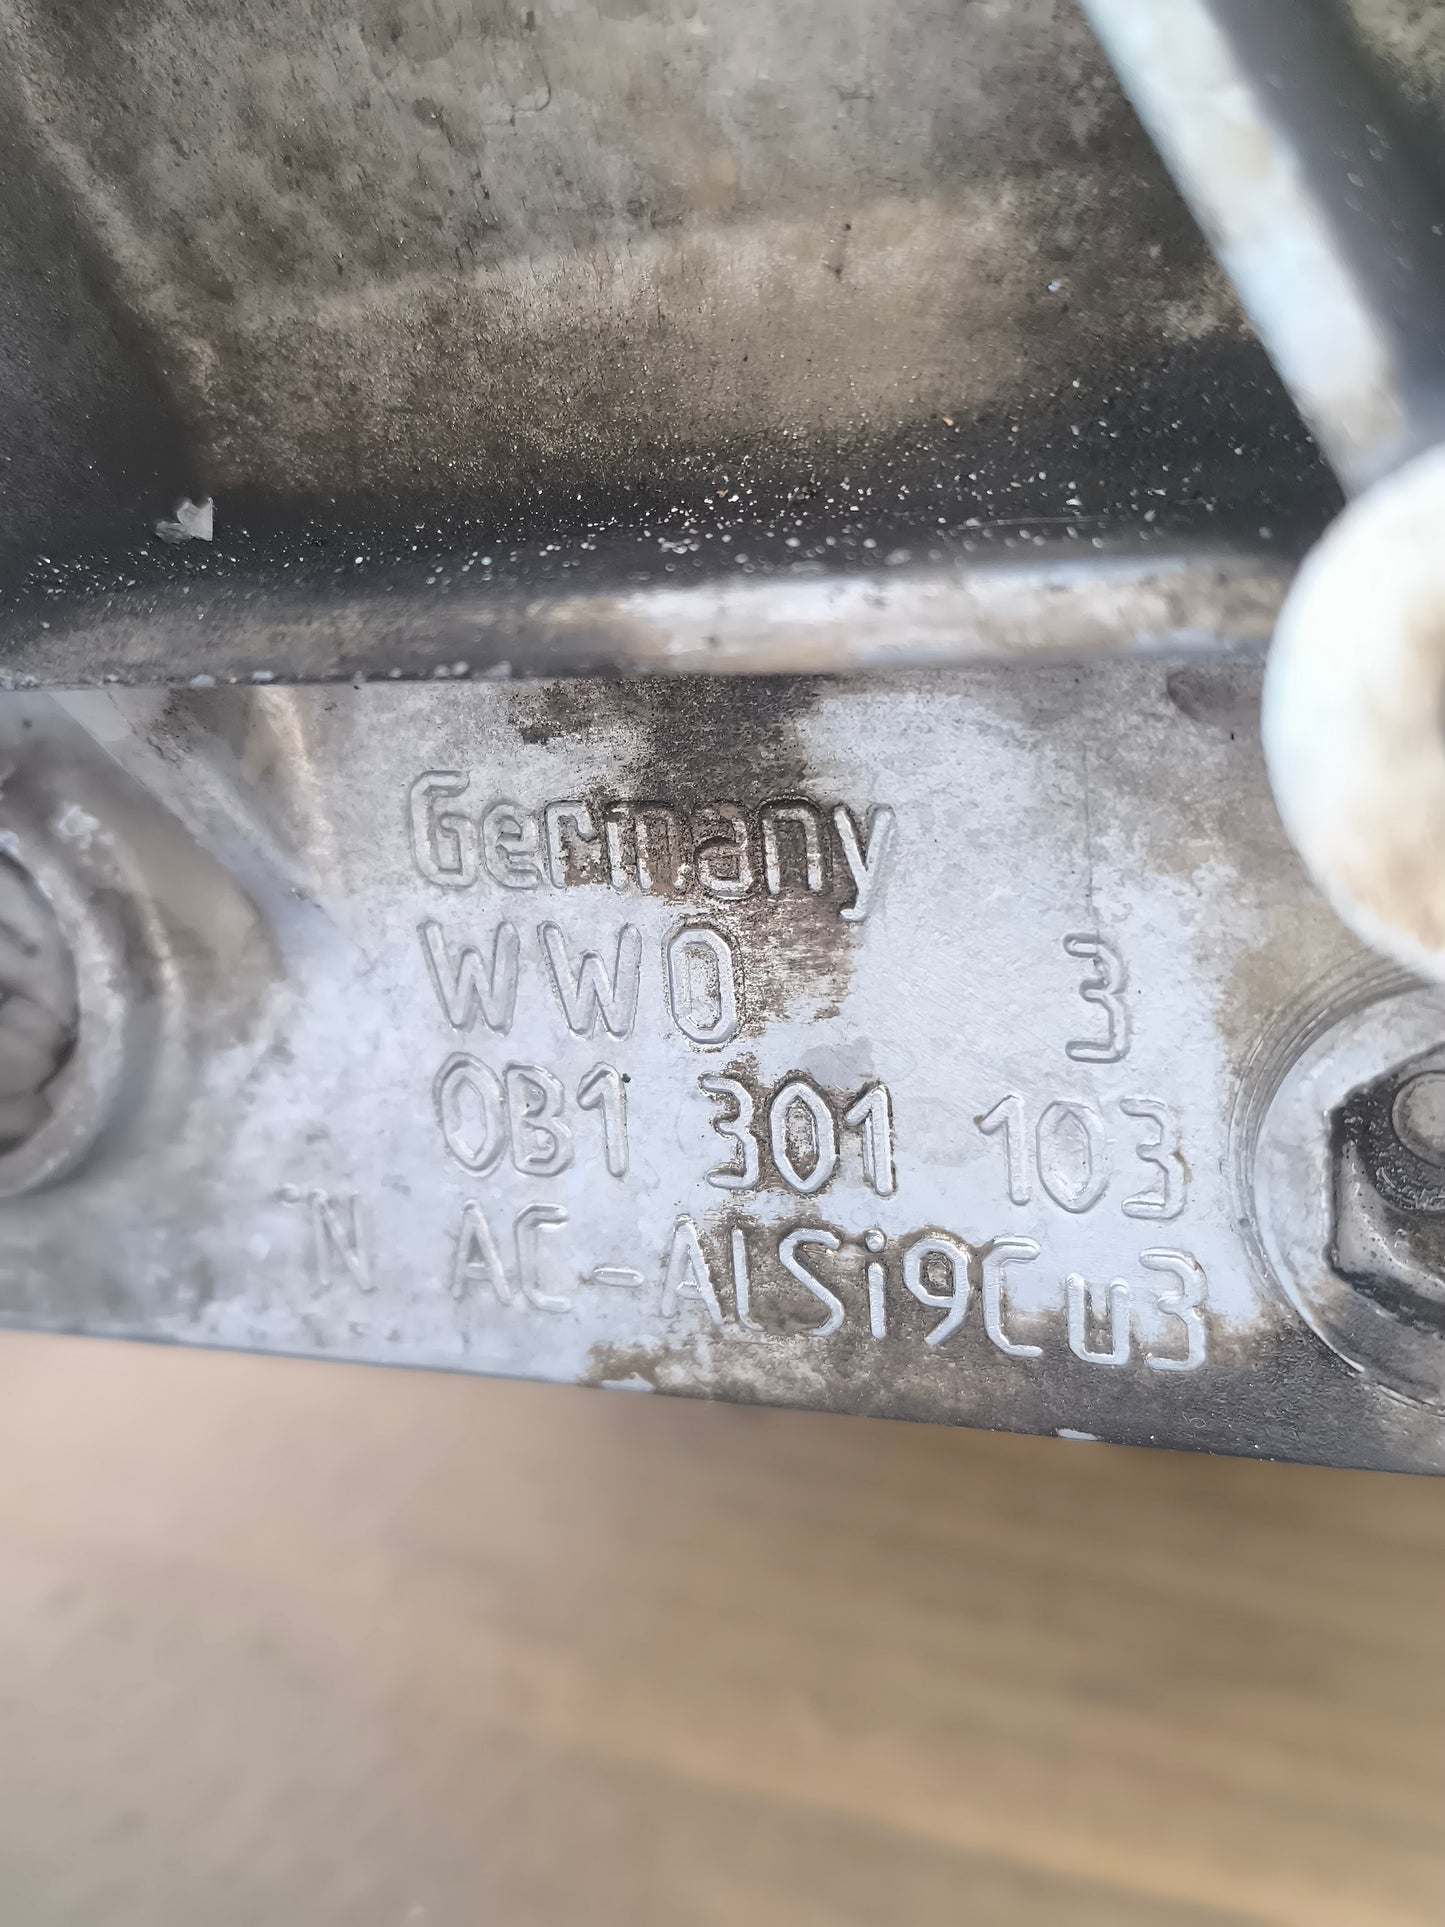 Germany
WWO 3
0B1 301 103
N AC-AlSi9Cu3